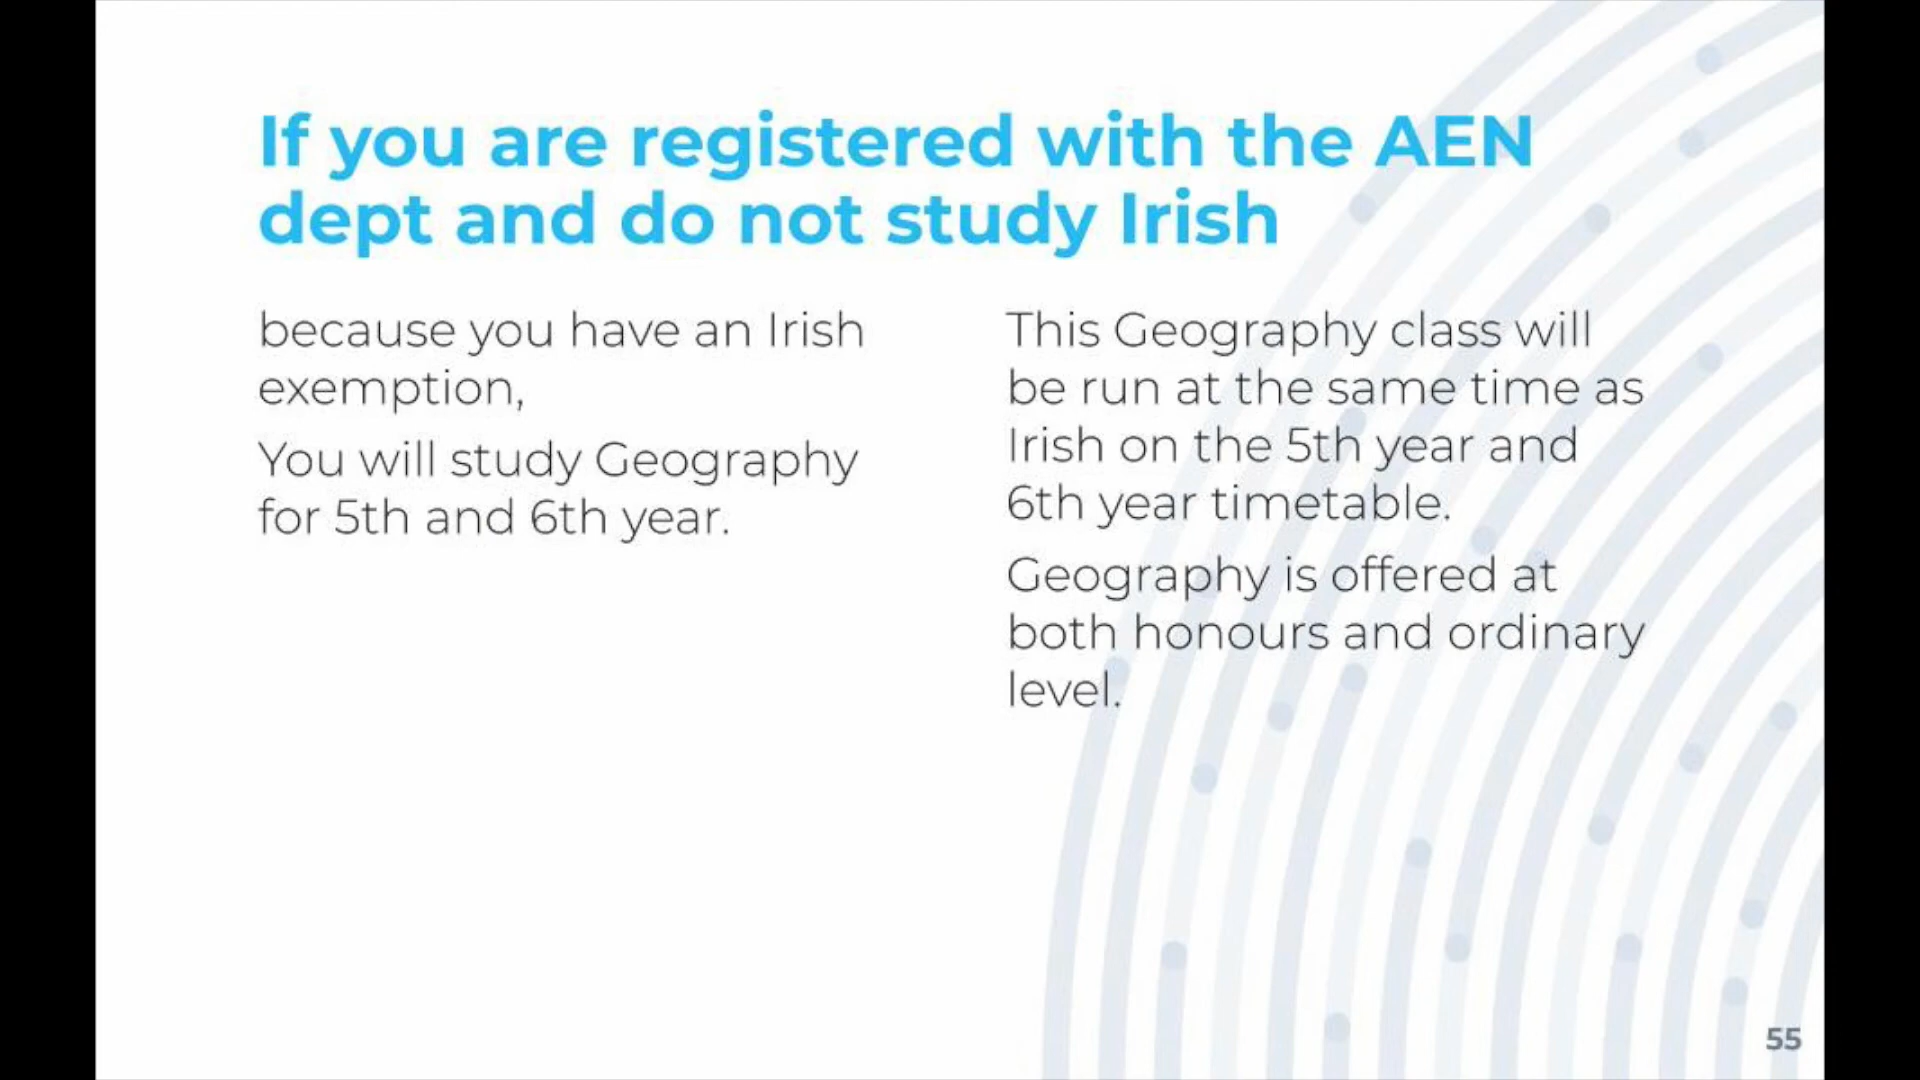 If you are registered with the AEN
dept and do not study Irish
because you have an Irish
exemption,
You will study Geography
for 5th and 6th year.
This Geography class will
be run at the same time as
Irish on the 5th year and
6th year timetable.
Geography is offered at
both honours and ordinary
level.
55